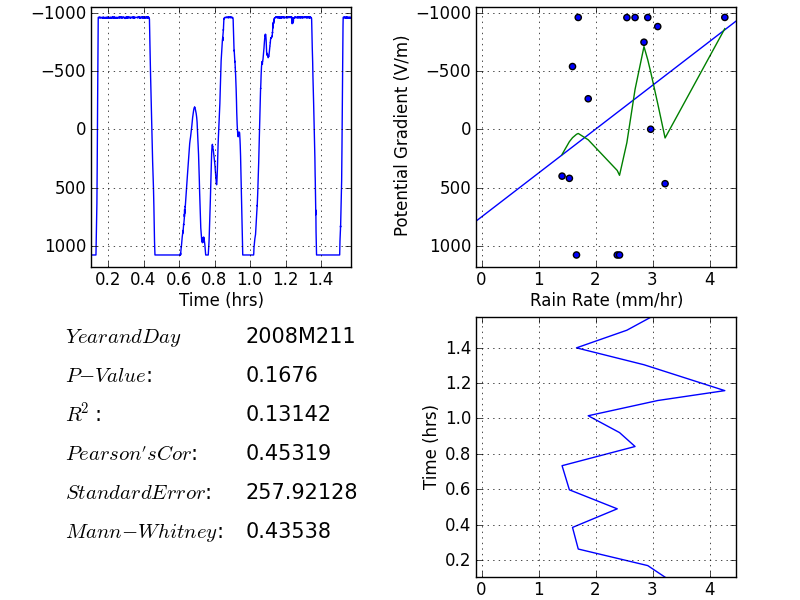 −1000
−500
0
500
1000
0.2 0.4 0.6 0.8 1.0 1.2 1.4
Time (hrs)
Potential Gradient (V/m)
−1000
−500
0
500
1000
0 1 2 3 4
Rain Rate (mm/hr)
YearandDay 2008M211
P−Value: 0.1676
R²: 0.13142
Pearson'sCor: 0.45319
StandardError: 257.92128
Mann−Whitney: 0.43538
Time (hrs)
1.4
1.2
1.0
0.8
0.6
0.4
0.2
0 1 2 3 4